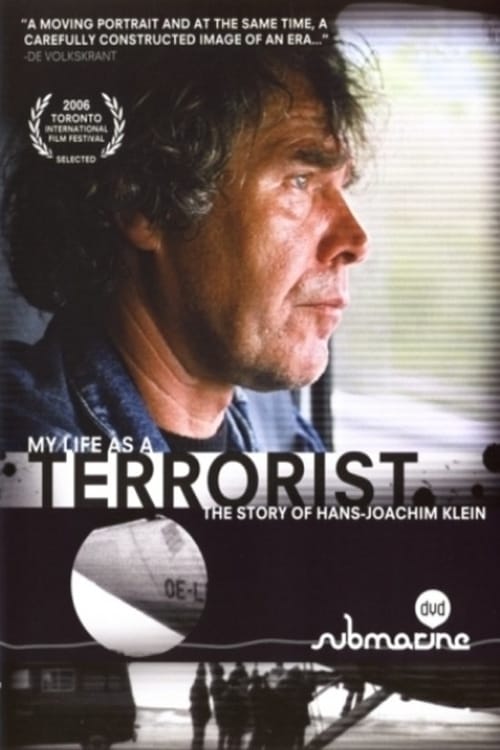 “A MOVING PORTRAIT AND AT THE SAME TIME, A
CAREFULLY CONSTRUCTED IMAGE OF AN ERA...”
-DE VOLKSKRANT
2006
TORONTO
INTERNATIONAL
FILM FESTIVAL
SELECTED
MY LIFE AS A
TERRORIST
THE STORY OF HANS-JOACHIM KLEIN
OE-L
dvd
submarine